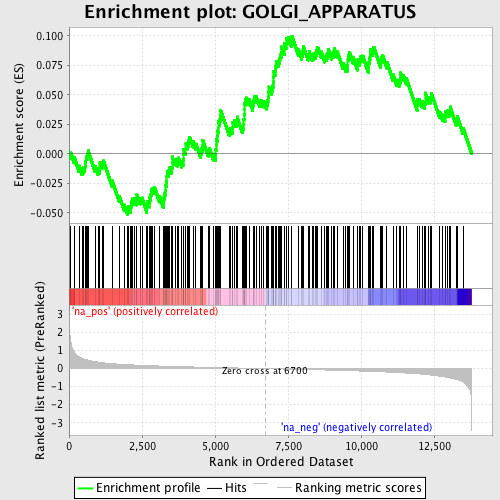 Enrichment plot: GOLGI_APPARATUS
Enrichment score (ES)
0.100
0.075
0.050
0.025
0.000
-0.025
-0.050
'na_pos' (positively correlated)
Ranked list metric (PreRanked)
3
2
1
0
-1
-2
-3
Zero cross at 6700
'na_neg' (negatively correlated)
0
2,500
5,000
7,500
10,000
12,500
Rank in Ordered Dataset
Enrichment profile
Hits
Ranking metric scores